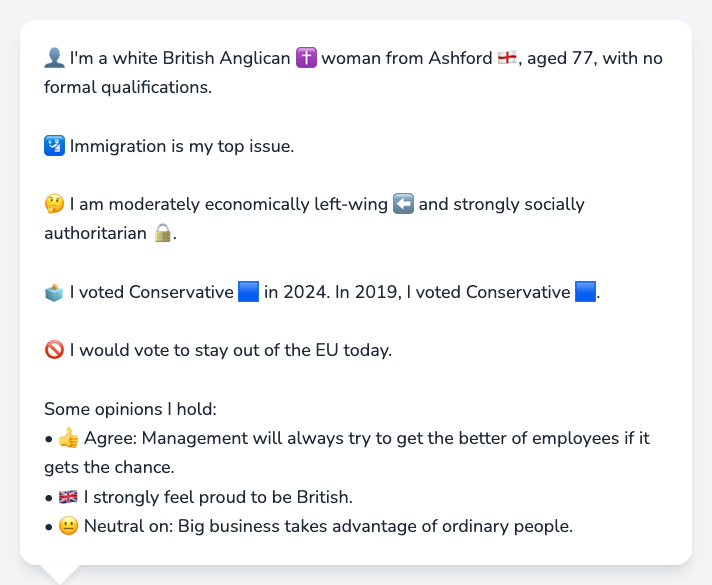 👤 I'm a white British Anglican ✝️ woman from Ashford 🏴󠁧󠁢󠁥󠁮󠁧󠁿, aged 77, with no
formal qualifications.
🛂 Immigration is my top issue.
🤔 I am moderately economically left-wing ⬅️ and strongly socially
authoritarian 🔒.
🗳️ I voted Conservative 🟦 in 2024. In 2019, I voted Conservative 🟦.
🚫 I would vote to stay out of the EU today.
Some opinions I hold:
• 👍 Agree: Management will always try to get the better of employees if it
gets the chance.
• 🇬🇧 I strongly feel proud to be British.
• 😐 Neutral on: Big business takes advantage of ordinary people.